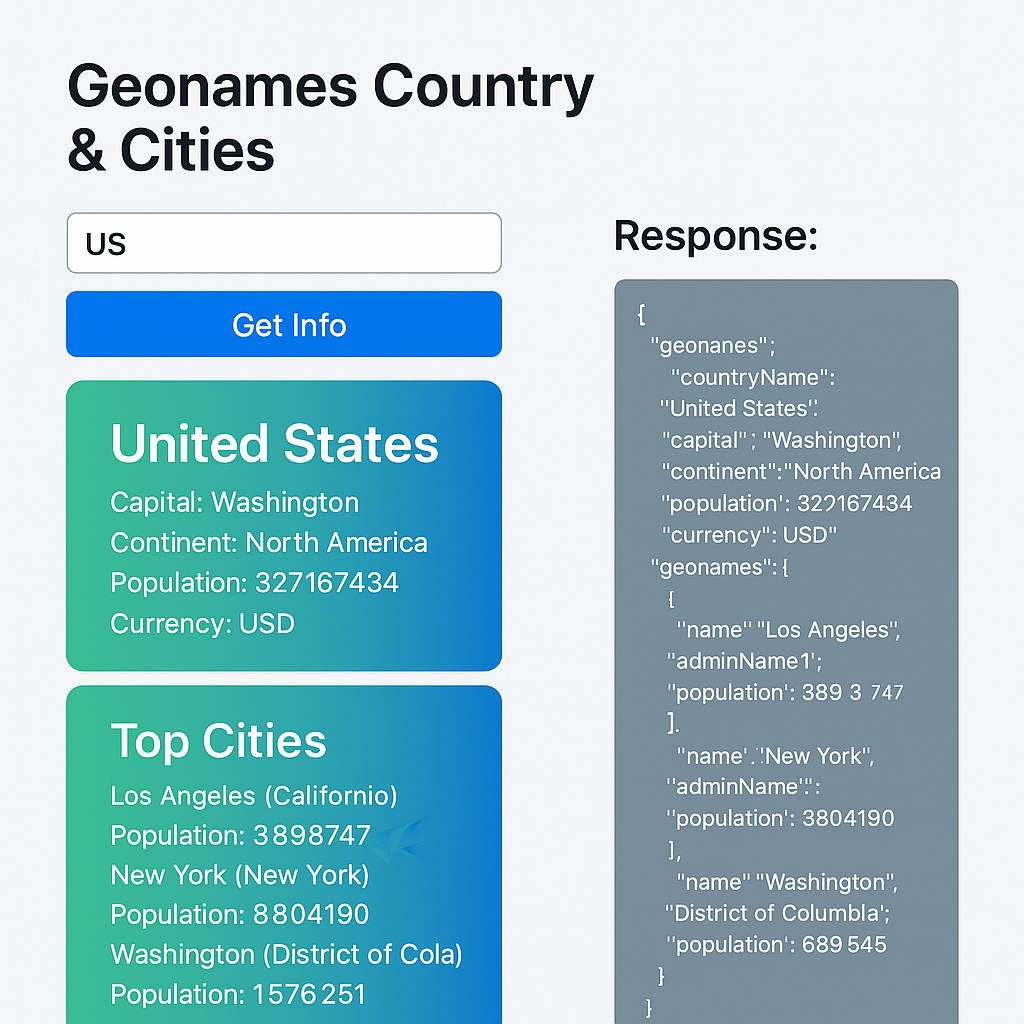 Geonames Country
& Cities
US
Get Info
United States
Capital: Washington
Continent: North America
Population: 327167434
Currency: USD
Top Cities
Los Angeles (Californio)
Population: 3898747
New York (New York)
Population: 8804190
Washington (District of Cola)
Population: 1576251
Response:
{
"geonanes";
"countryName":
"United States".
"capital"; "Washington",
"continent":"North America
"population': 322167434
"currency": USD"
"geonames": {
{
"name" "Los Angeles",
"adminName1';
"population': 389 3 747
].
"name'.:'New York",
"adminName'":
"population': 3804190
],
"name" "Washington",
"District of Columbla';
"population': 689 545
}
}